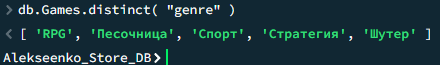 > db.Games.distinct( "genre" )
< [ 'RPG', 'Песочница', 'Спорт', 'Стратегия', 'Шутер' ]
Alekseenko_Store_DB>